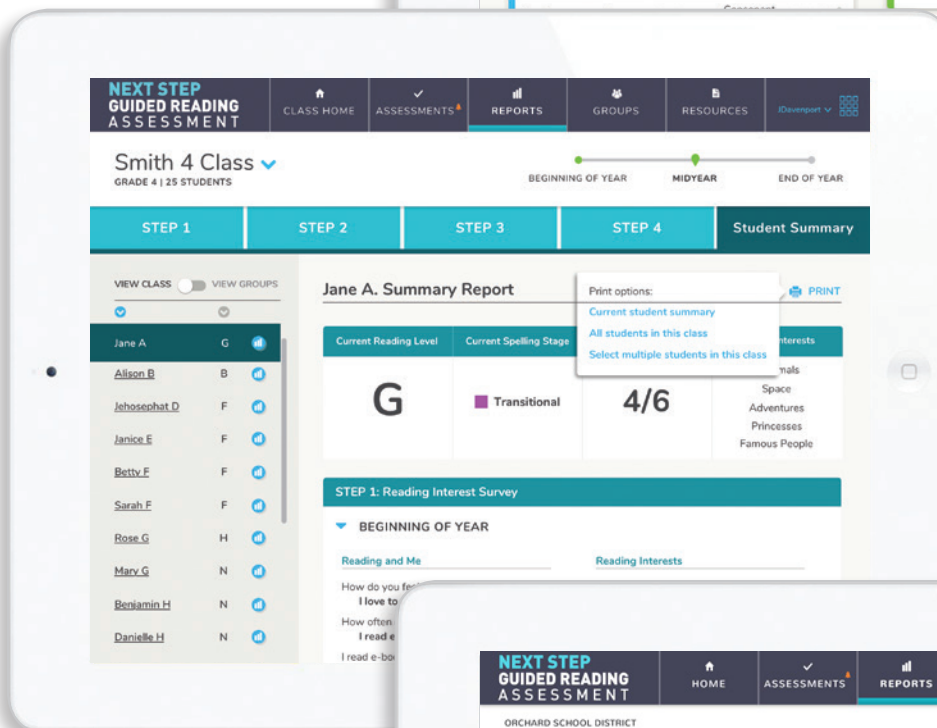 NEXT STEP
GUIDED READING
ASSESSMENT
CLASS HOME
ASSESSMENTS
REPORTS
GROUPS
RESOURCES
JDavenport
Smith 4 Class
GRADE 4 | 25 STUDENTS
BEGINNING OF YEAR
MIDYEAR
END OF YEAR
STEP 1
STEP 2
STEP 3
STEP 4
Student Summary
VIEW CLASS
VIEW GROUPS
Jane A G
Alison B B
Jehosephat D F
Janice E F
Betty F F
Sarah F F
Rose G H
Mary G N
Benjamin H N
Danielle H N
Jane A. Summary Report
PRINT
Print options:
Current student summary
All students in this class
Select multiple students in this class
Current Reading Level
Current Spelling Stage
G
Transitional
4/6
Space
Adventures
Princesses
Famous People
STEP 1: Reading Interest Survey
BEGINNING OF YEAR
Reading and Me
Reading Interests
How do you
I love to
How often
I read
I read
NEXT STEP
GUIDED READING
ASSESSMENT
HOME
ASSESSMENTS
REPORTS
ORCHARD SCHOOL DISTRICT